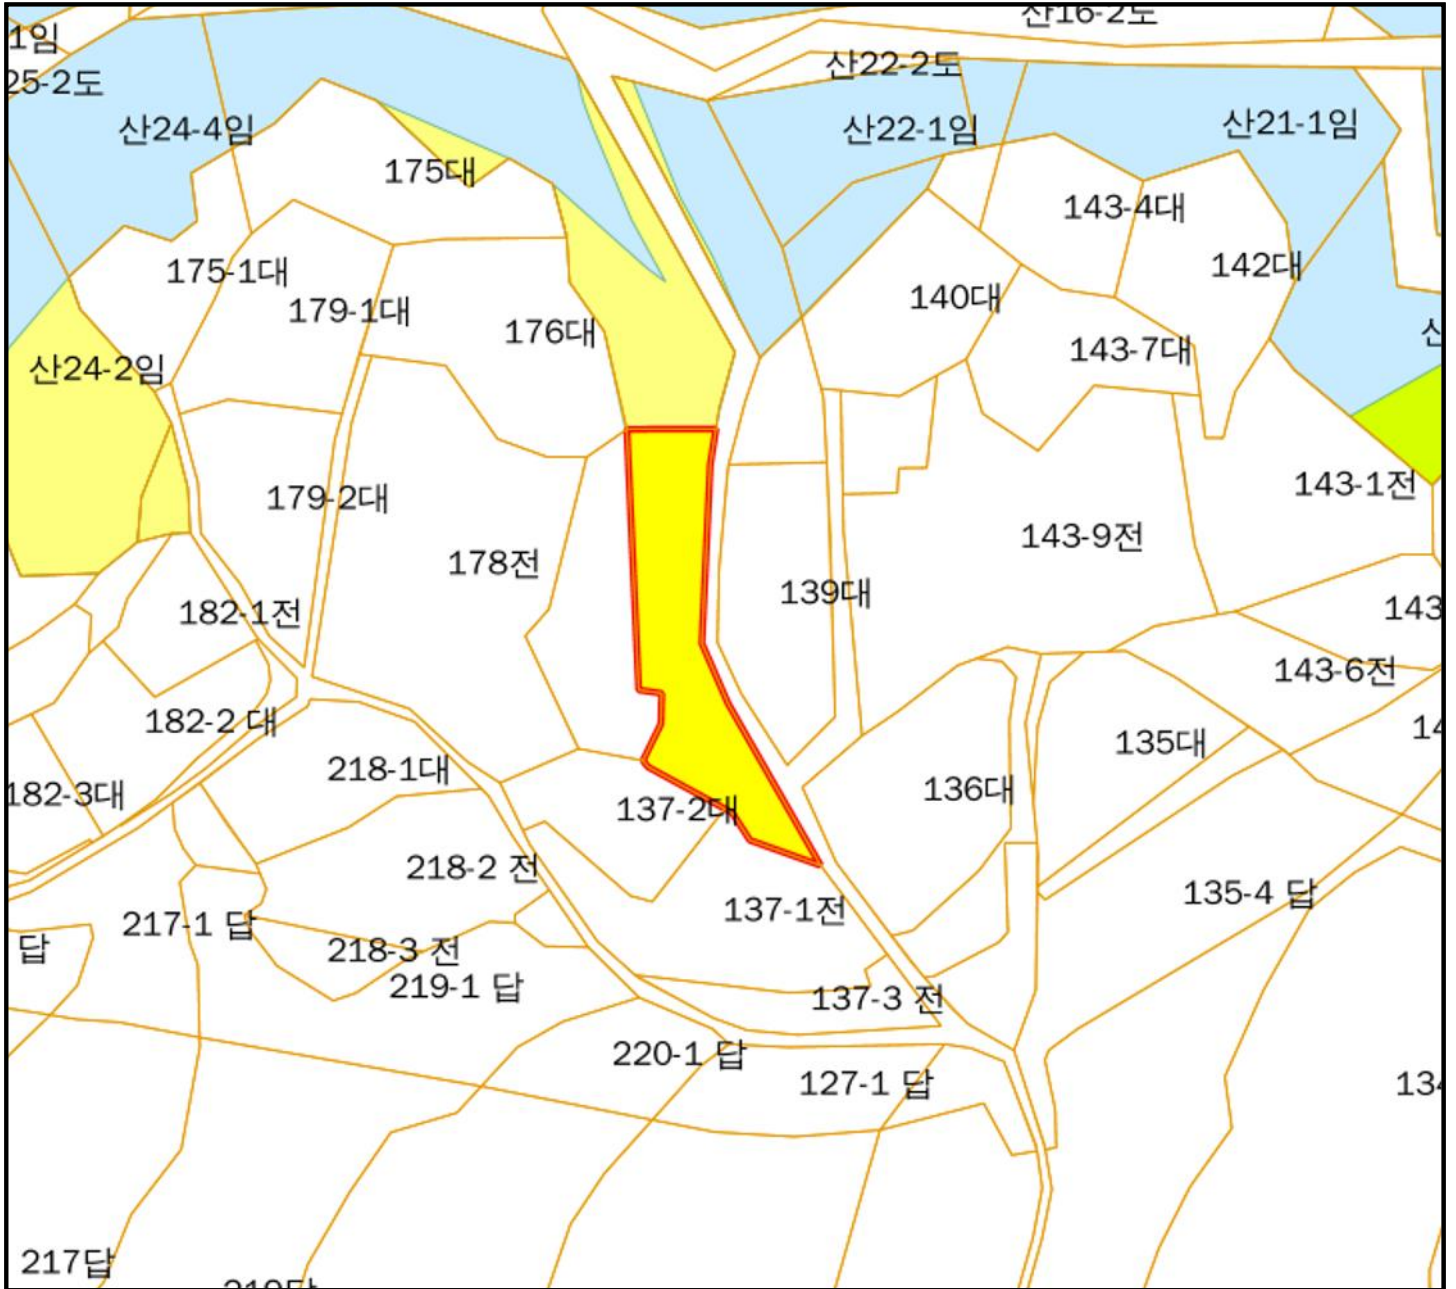 산16-2도
1임
산22-2도
25-2도
산24-4임
산22-1임
산21-1임
175대
143-4대
175-1대
142대
140대
179-1대
176대
143-7대
산24-2임
143-1전
179-2대
143-9전
178전
139대
143
182-1전
143-6전
182-2 대
135대
218-1대
136대
182-3대
137-2대
218-2 전
135-4 답
137-1전
217-1 답
답
218-3 전
219-1 답
137-3 전
220-1 답
127-1 답
217답